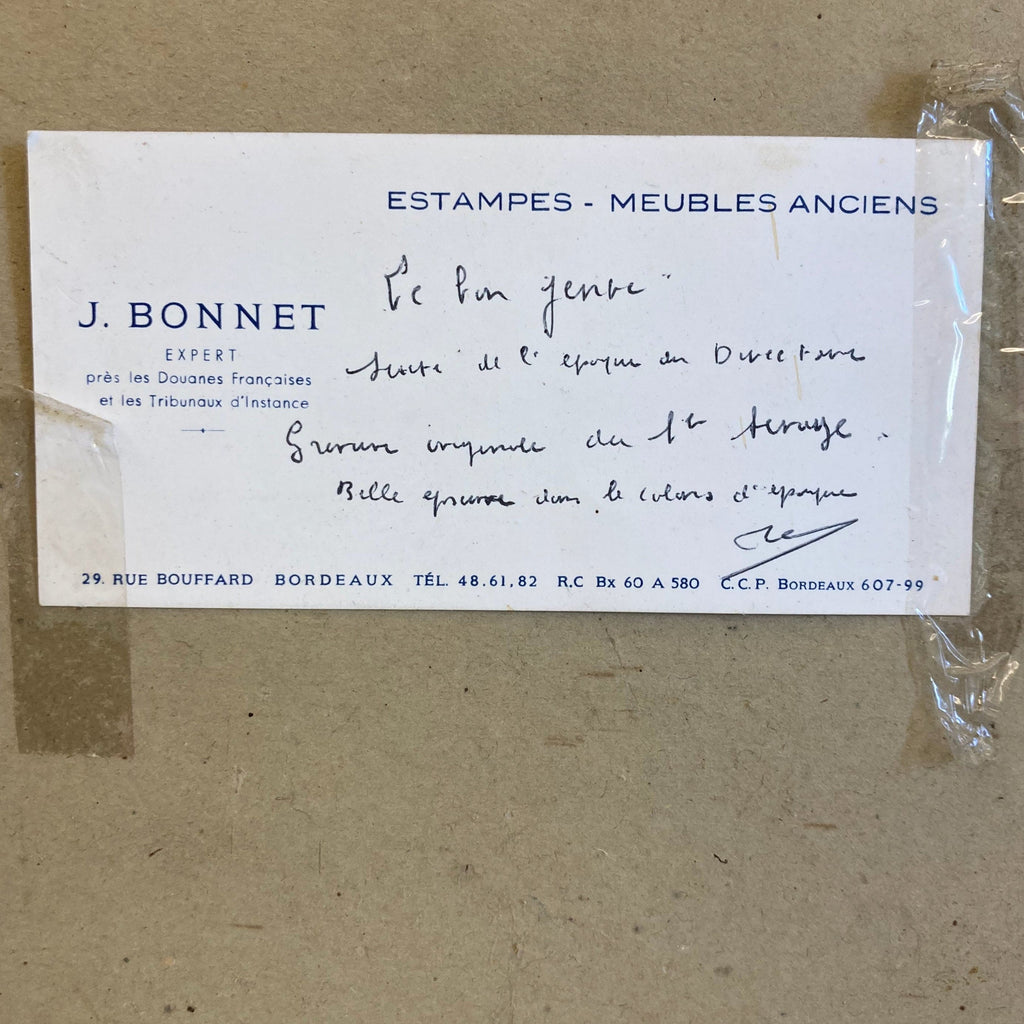 ESTAMPES - MEUBLES ANCIENS
"Le bon genre"
J. BONNET
EXPERT
près les Douanes Françaises
et les Tribunaux d'Instance
suite de l'époque du Directoire
Gravure originale du 1er tirage.
Belle épreuve dans le coloris d'époque
29. RUE BOUFFARD BORDEAUX TÉL. 48.61,82 R.C Bx 60 A 580 C.C.P. BORDEAUX 607-99